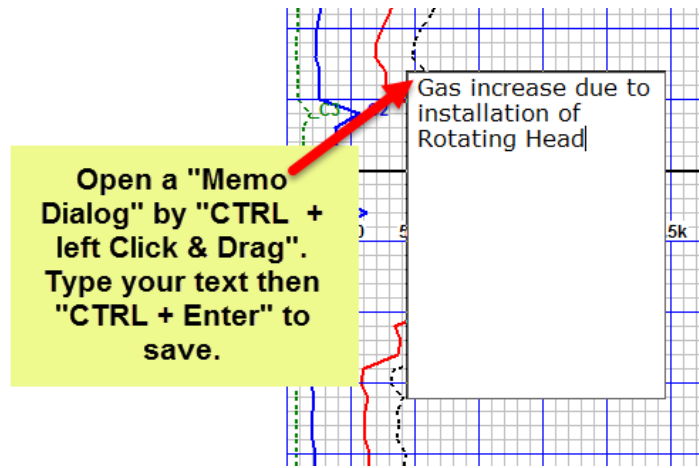 Gas increase due to
installation of
Rotating Head
C3
Open a "Memo
Dialog" by "CTRL +
left Click & Drag".
Type your text then
"CTRL + Enter" to
save.
5k